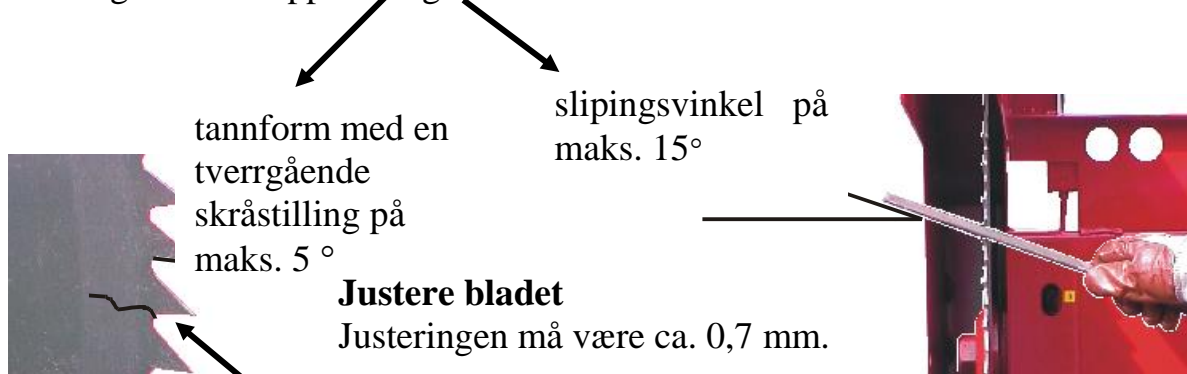 tannform med en
tverrgående
skråstilling på
maks. 5 °
slipingsvinkel på
maks. 15°
Justere bladet
Justeringen må være ca. 0,7 mm.